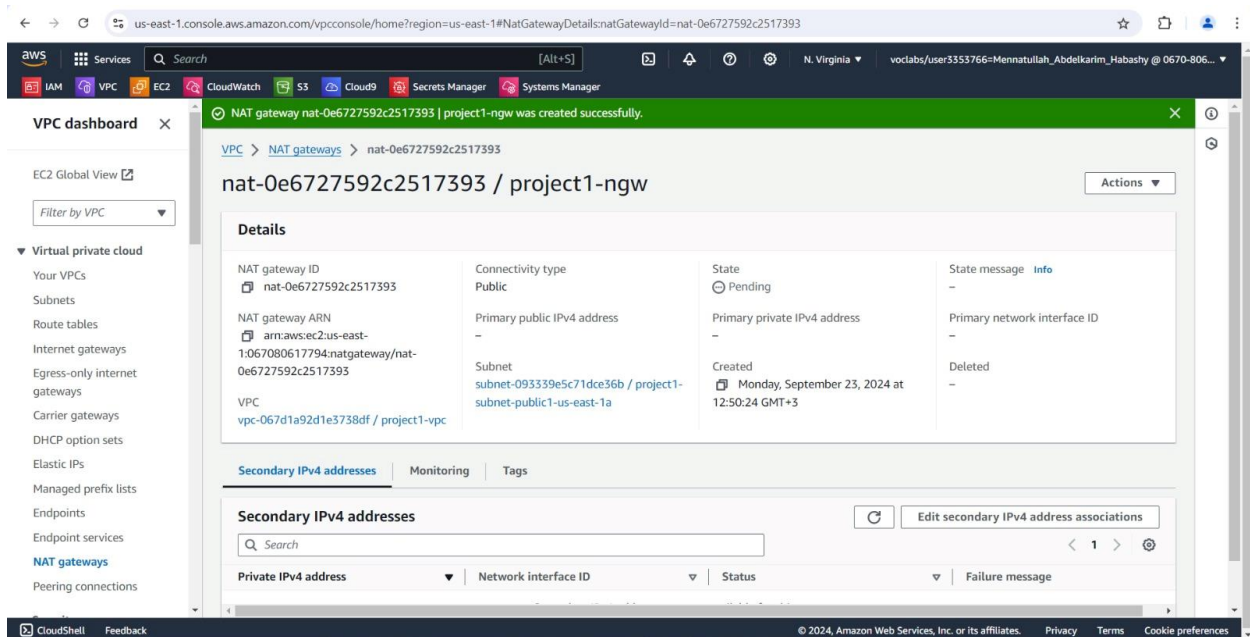 us-east-1.console.aws.amazon.com/vpcconsole/home?region=us-east-1#NatGatewayDetails:natGatewayId=nat-0e6727592c2517393
aws Services Search [Alt+S] N. Virginia voclabs/user3353766=Mennatullah_Abdelkarim_Habashy @ 0670-806...
IAM VPC EC2 CloudWatch S3 Cloud9 Secrets Manager Systems Manager
NAT gateway nat-0e6727592c2517393 | project1-ngw was created successfully.
VPC dashboard
EC2 Global View
Filter by VPC
Virtual private cloud
Your VPCs
Subnets
Route tables
Internet gateways
Egress-only internet
gateways
Carrier gateways
DHCP option sets
Elastic IPs
Managed prefix lists
Endpoints
Endpoint services
NAT gateways
Peering connections
VPC > NAT gateways > nat-0e6727592c2517393
nat-0e6727592c2517393 / project1-ngw
Actions
Details
NAT gateway ID
nat-0e6727592c2517393
NAT gateway ARN
arn:aws:ec2:us-east-
1:067080617794:natgateway/nat-
0e6727592c2517393
VPC
vpc-067d1a92d1e3738df / project1-vpc
Connectivity type
Public
Primary public IPv4 address
–
Subnet
subnet-093339e5c71dce36b / project1-
subnet-public1-us-east-1a
State
Pending
Primary private IPv4 address
–
Created
Monday, September 23, 2024 at
12:50:24 GMT+3
State message Info
–
Primary network interface ID
–
Deleted
–
Secondary IPv4 addresses Monitoring Tags
Secondary IPv4 addresses
Edit secondary IPv4 address associations
Search
1
Private IPv4 address Network interface ID Status Failure message
CloudShell Feedback © 2024, Amazon Web Services, Inc. or its affiliates. Privacy Terms Cookie preferences